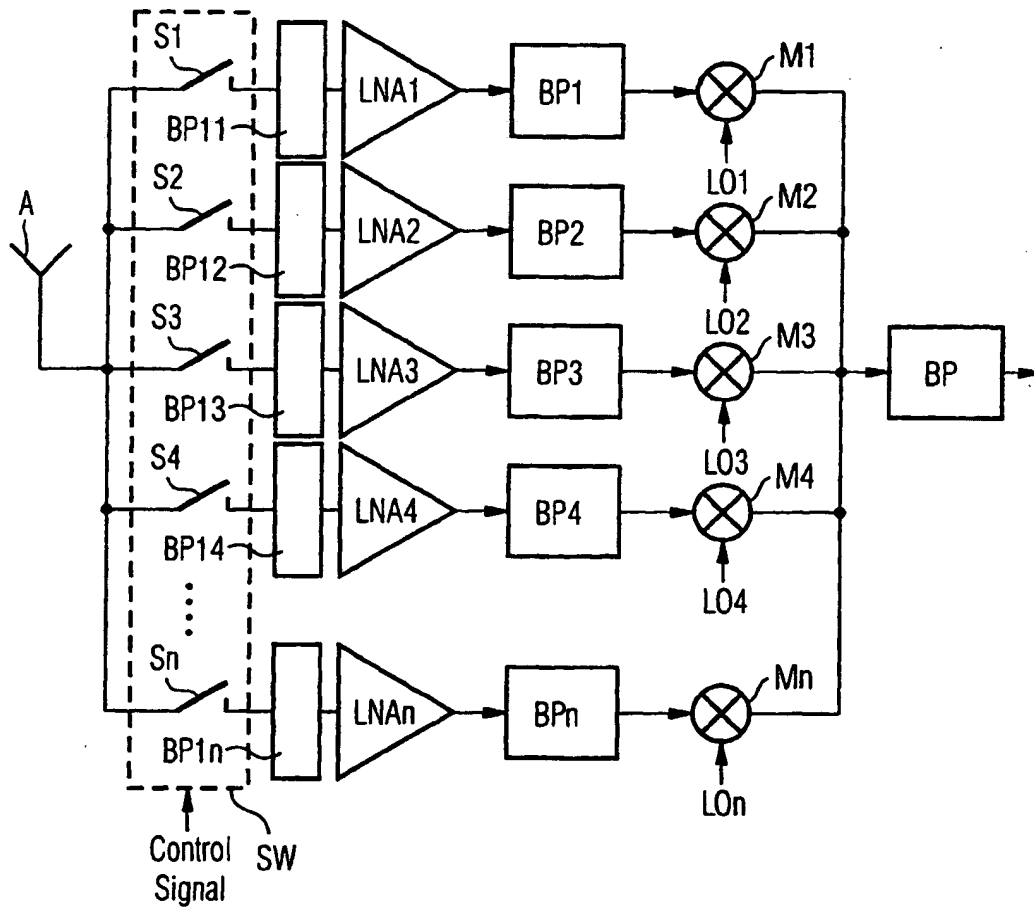 S1
BP11
LNA1
BP1
M1
LO1
A
S2
BP12
LNA2
BP2
M2
LO2
S3
BP13
LNA3
BP3
M3
LO3
BP
S4
BP14
LNA4
BP4
M4
LO4
Sn
BP1n
LNAn
BPn
Mn
LOn
Control
Signal
SW